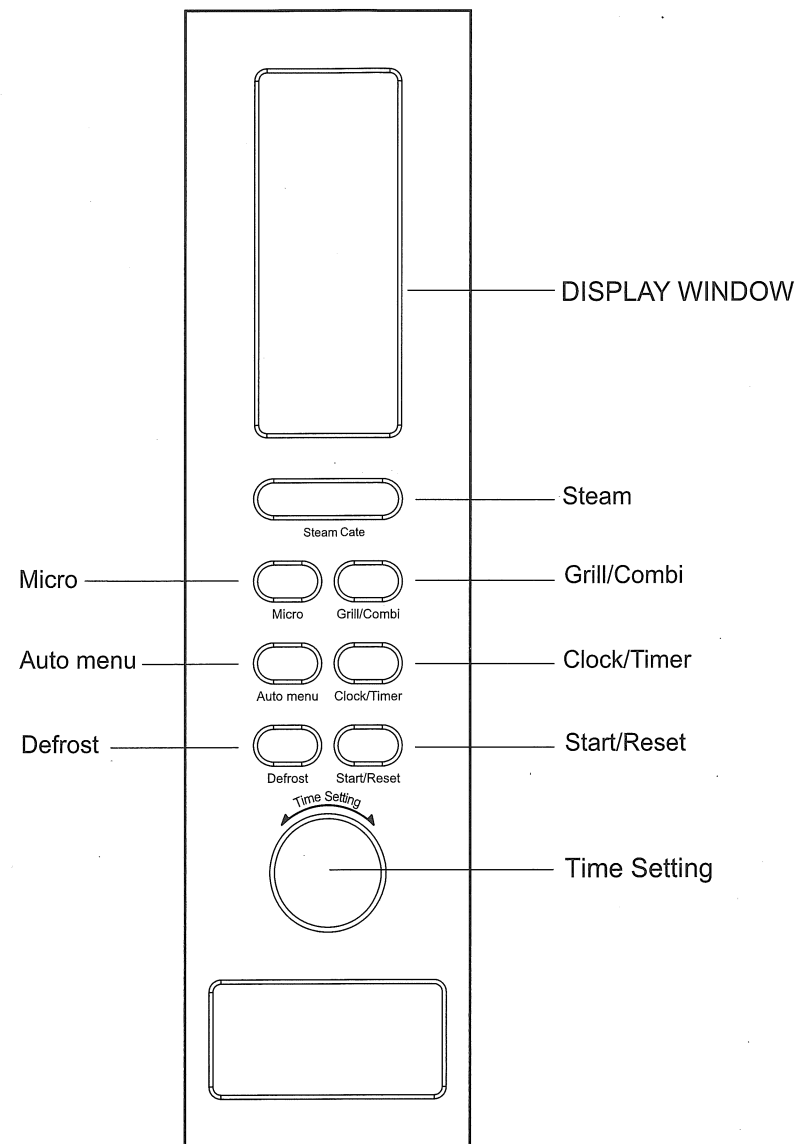 DISPLAY WINDOW
Steam
Steam Cate
Micro
Grill/Combi
Micro
Grill/Combi
Auto menu
Clock/Timer
Auto menu
Clock/Timer
Defrost
Start/Reset
Defrost
Start/Reset
Time Setting
Time Setting